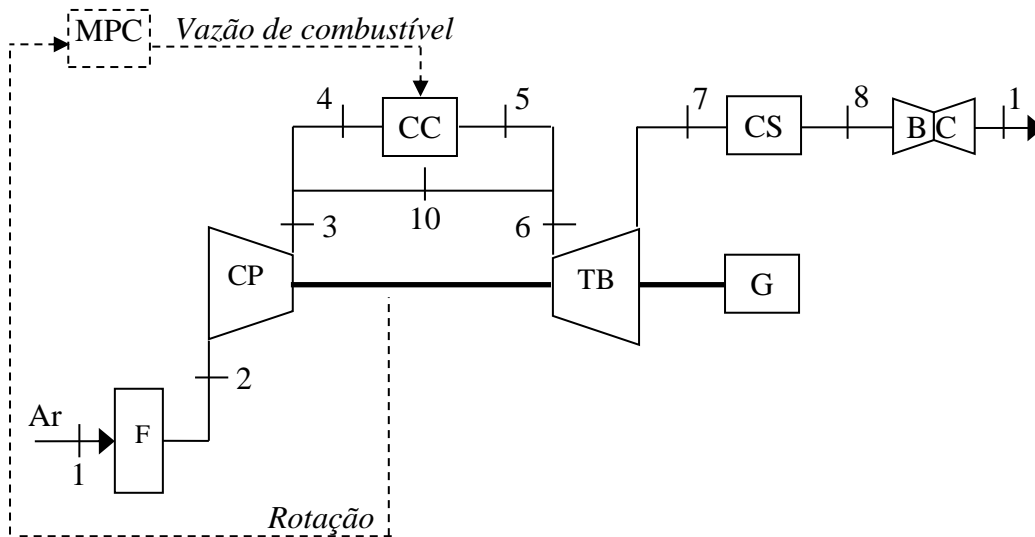 MPC
Vazão de combustível
4
CC
5
7
CS
8
B C
1
10
3
6
CP
TB
G
2
Ar
F
1
Rotação